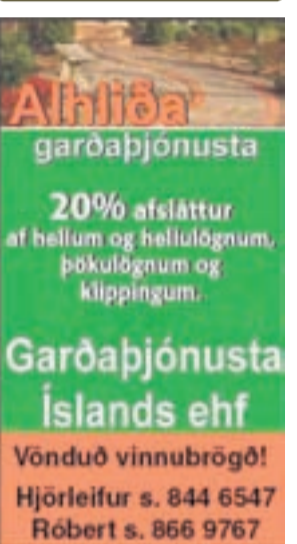 Alhliða
garðaþjónusta
20% afsláttur
af hellum og hellulögnum,
þökulögnum og
klippingum.
Garðaþjónusta
Íslands ehf
Vönduð vinnubrögð!
Hjörleifur s. 844 6547
Róbert s. 866 9767